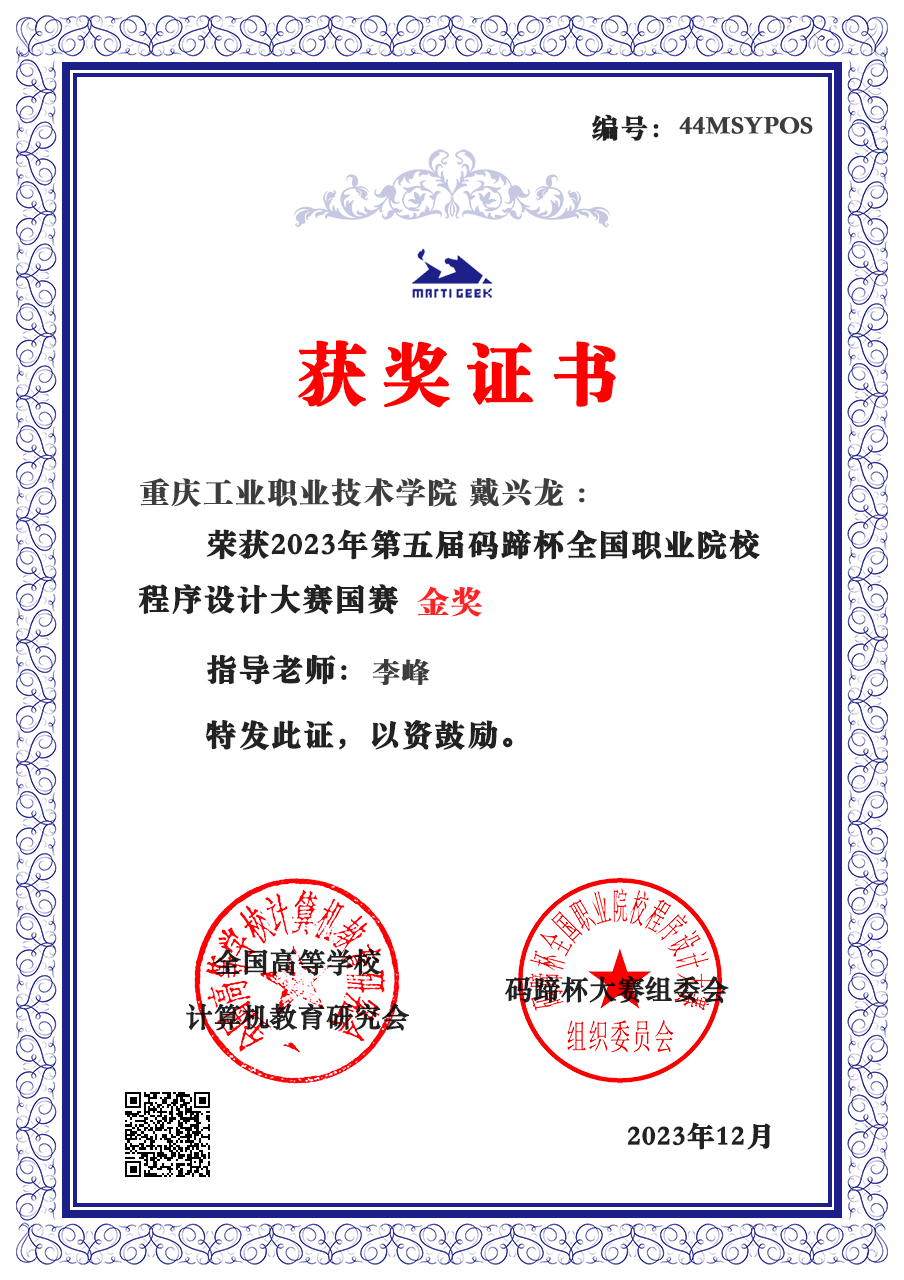 编号：44MSYPOS
MARTI GEEK
获奖证书
重庆工业职业技术学院 戴兴龙：
荣获2023年第五届码蹄杯全国职业院校
程序设计大赛国赛 金奖
指导老师：李峰
特发此证，以资鼓励。
全国高等学校计算机教育研究会
全国高等学校
计算机教育研究会
码蹄杯全国职业院校程序设计大赛
码蹄杯大赛组委会
组织委员会
2023年12月